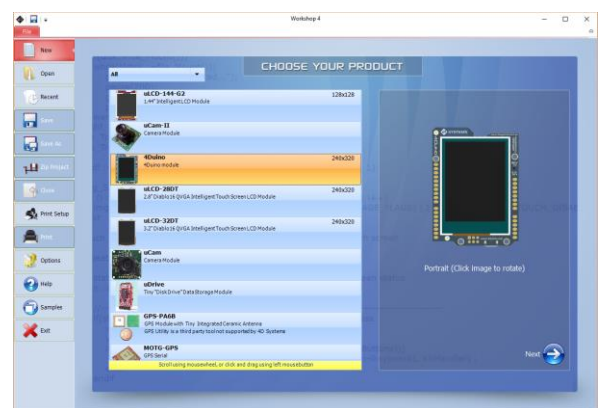 Workshop 4
File
New
Open
Recent
Save
Save As
Zip Project
Close
Print Setup
Print
Options
Help
Samples
Exit
CHOOSE YOUR PRODUCT
All
uLCD-144-G2 128x128
1.44" Intelligent LCD Module
uCam-II
Camera Module
4Duino 240x320
4Duino module
uLCD-28DT 240x320
2.8" Diablo16 QVGA Intelligent Touch Screen LCD Module
uLCD-32DT 240x320
3.2" Diablo16 QVGA Intelligent Touch Screen LCD Module
uCam
Camera Module
uDrive
Tiny "Disk Drive" Data Storage Module
GPS-PA6B
GPS Module with Tiny Integrated Ceramic Antenna
GPS Utility is a third party tool not supported by 4D Systems
MOTG-GPS
GPS Serial
Scroll using mousewheel, or click and drag using left mousebutton
Portrait (Click Image to rotate)
Next